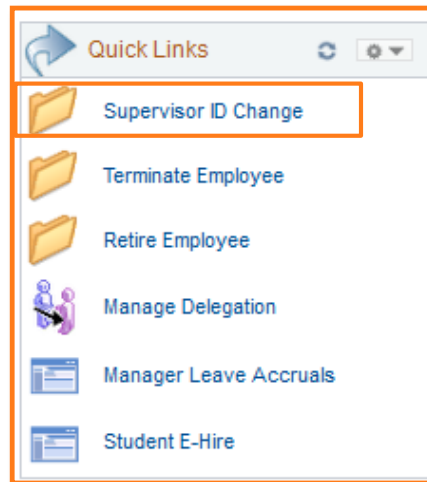 Quick Links
Supervisor ID Change
Terminate Employee
Retire Employee
Manage Delegation
Manager Leave Accruals
Student E-Hire